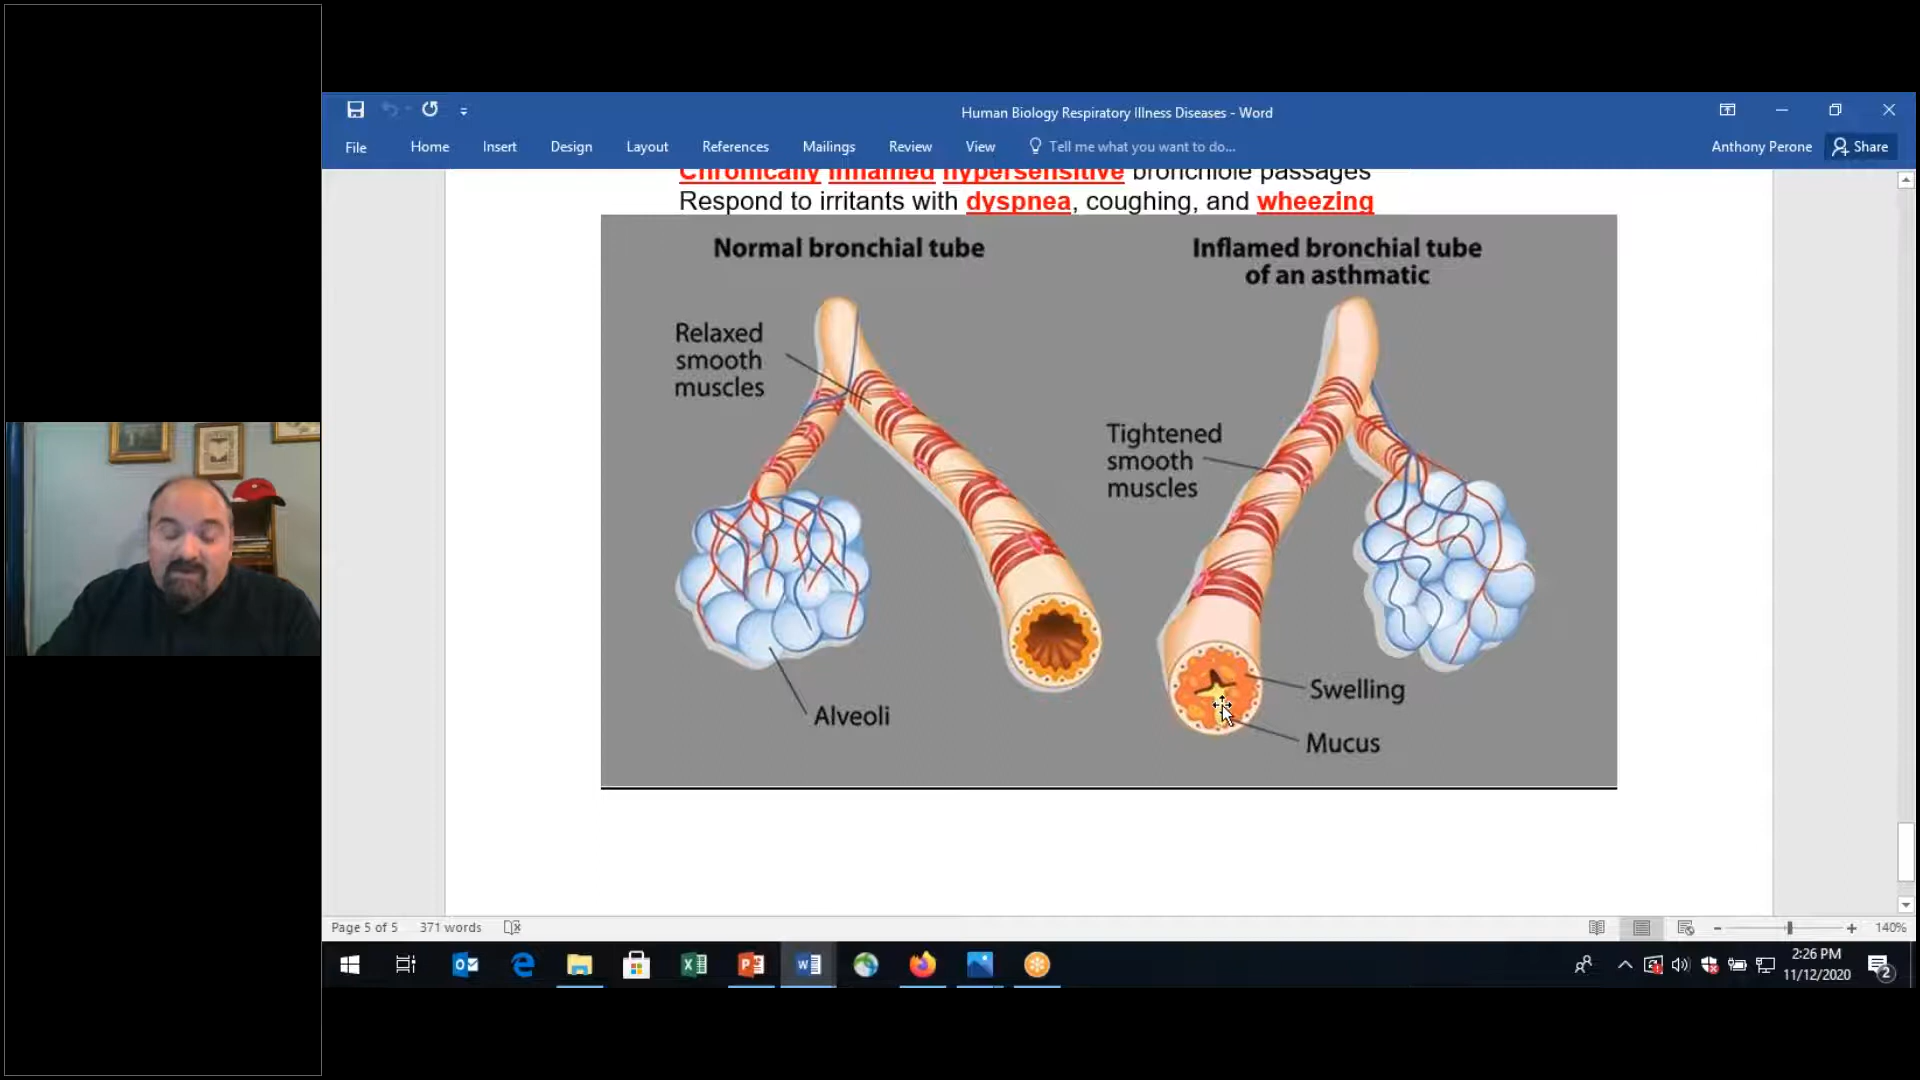 Human Biology Respiratory Illness Diseases - Word
File Home Insert Design Layout References Mailings Review View Tell me what you want to do... Anthony Perone Share
Chronically inflamed hypersensitive bronchiole passages
Respond to irritants with dyspnea, coughing, and wheezing
Normal bronchial tube
Inflamed bronchial tube
of an asthmatic
Relaxed
smooth
muscles
Tightened
smooth
muscles
Swelling
Alveoli
Mucus
Page 5 of 5 371 words 140%
2:26 PM
11/12/2020
2